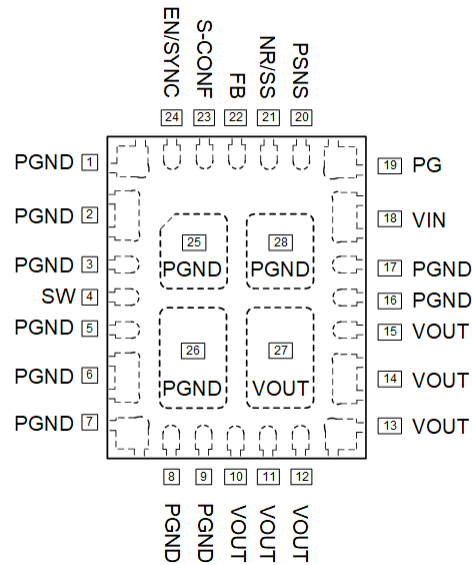 EN/SYNC
S-CONF
FB
NR/SS
PSNS
24 23 22 21 20
PGND 1
PGND 2
PGND 3
SW 4
PGND 5
PGND 6
PGND 7
19 PG
18 VIN
17 PGND
16 PGND
15 VOUT
14 VOUT
13 VOUT
25
PGND
28
PGND
26
PGND
27
VOUT
8 9 10 11 12
PGND
PGND
VOUT
VOUT
VOUT